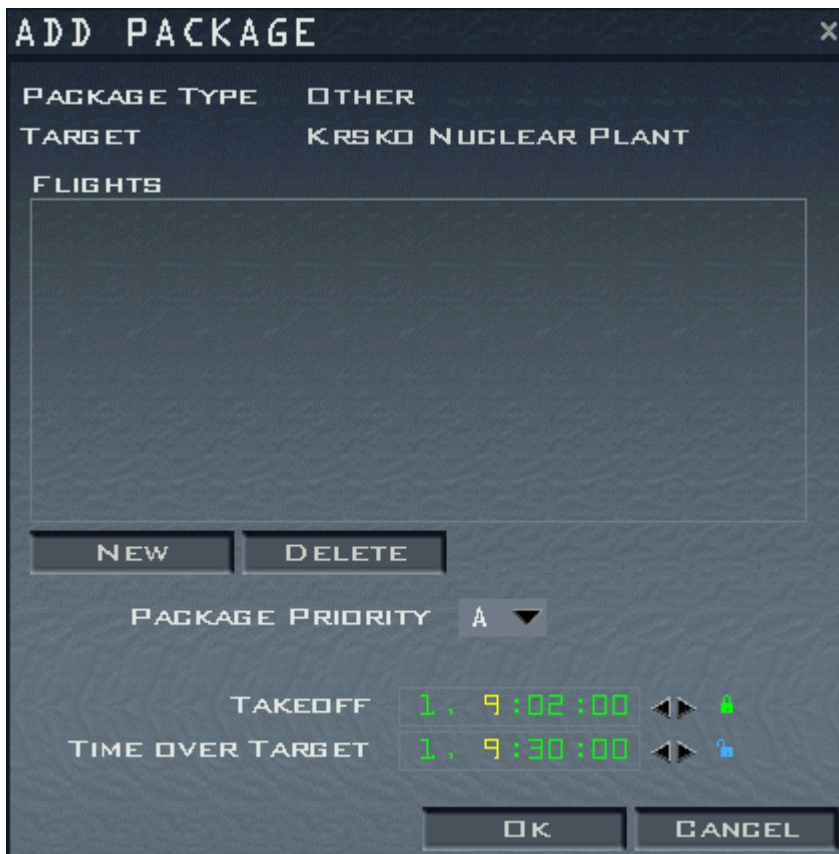 ADD PACKAGE
PACKAGE TYPE OTHER
TARGET KRSKO NUCLEAR PLANT
FLIGHTS
NEW DELETE
PACKAGE PRIORITY A
TAKEOFF 1, 9:02:00
TIME OVER TARGET 1, 9:30:00
OK CANCEL